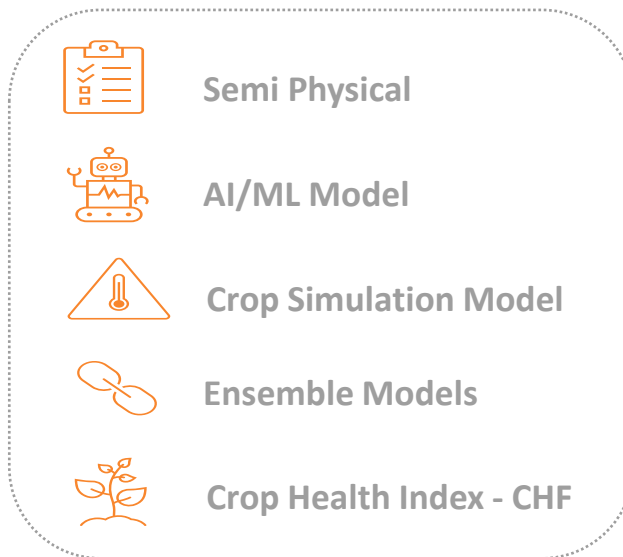 Semi Physical
AI/ML Model
Crop Simulation Model
Ensemble Models
Crop Health Index - CHF